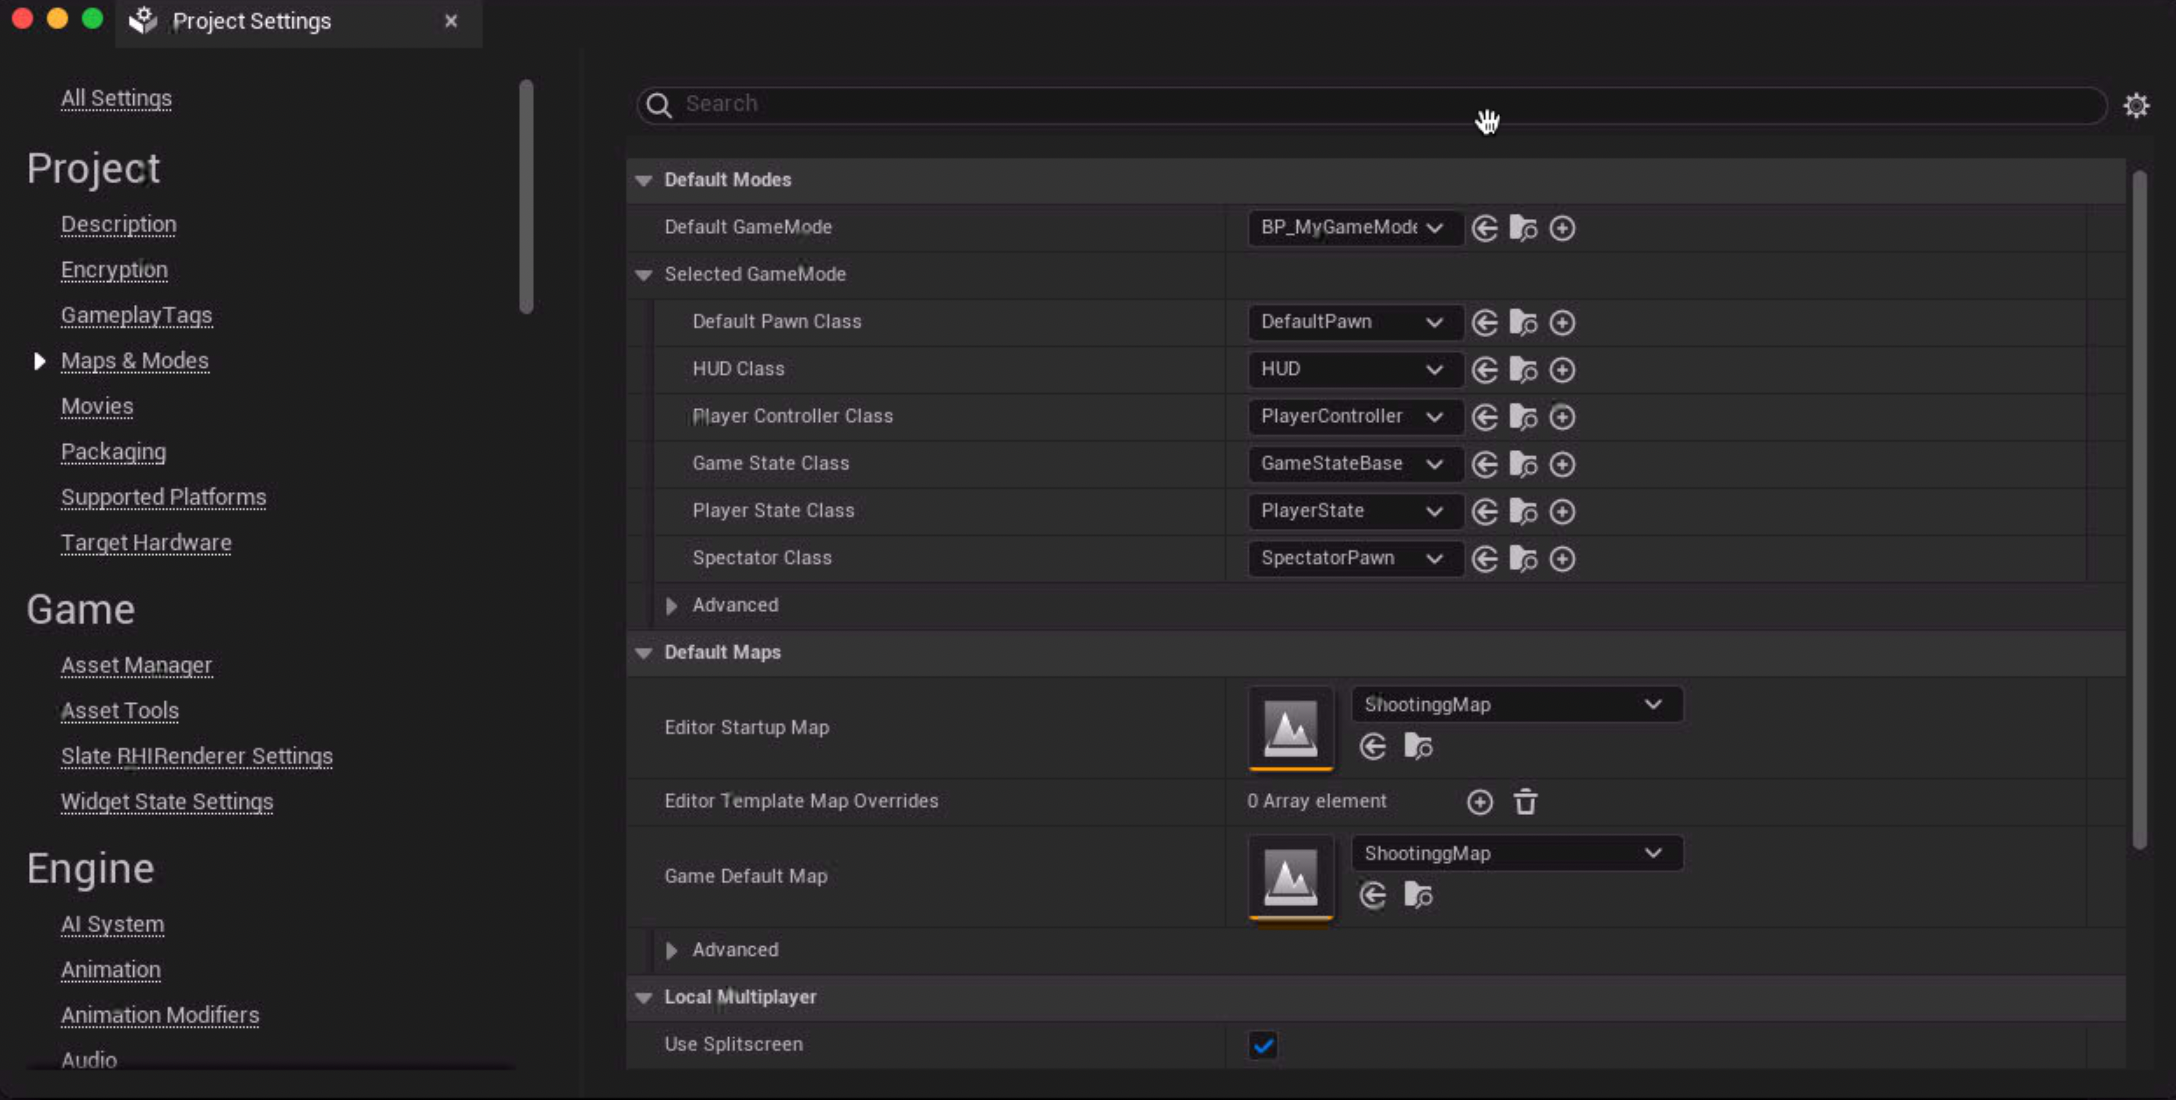 Project Settings
All Settings
Project
Description
Encryption
GameplayTags
Maps & Modes
Movies
Packaging
Supported Platforms
Target Hardware
Game
Asset Manager
Asset Tools
Slate RHIRenderer Settings
Widget State Settings
Engine
AI System
Animation
Animation Modifiers
Audio
Search
Default Modes
Default GameMode BP_MyGameMode
Selected GameMode
Default Pawn Class DefaultPawn
HUD Class HUD
Player Controller Class PlayerController
Game State Class GameStateBase
Player State Class PlayerState
Spectator Class SpectatorPawn
Advanced
Default Maps
Editor Startup Map ShootinggMap
Editor Template Map Overrides 0 Array element
Game Default Map ShootinggMap
Advanced
Local Multiplayer
Use Splitscreen